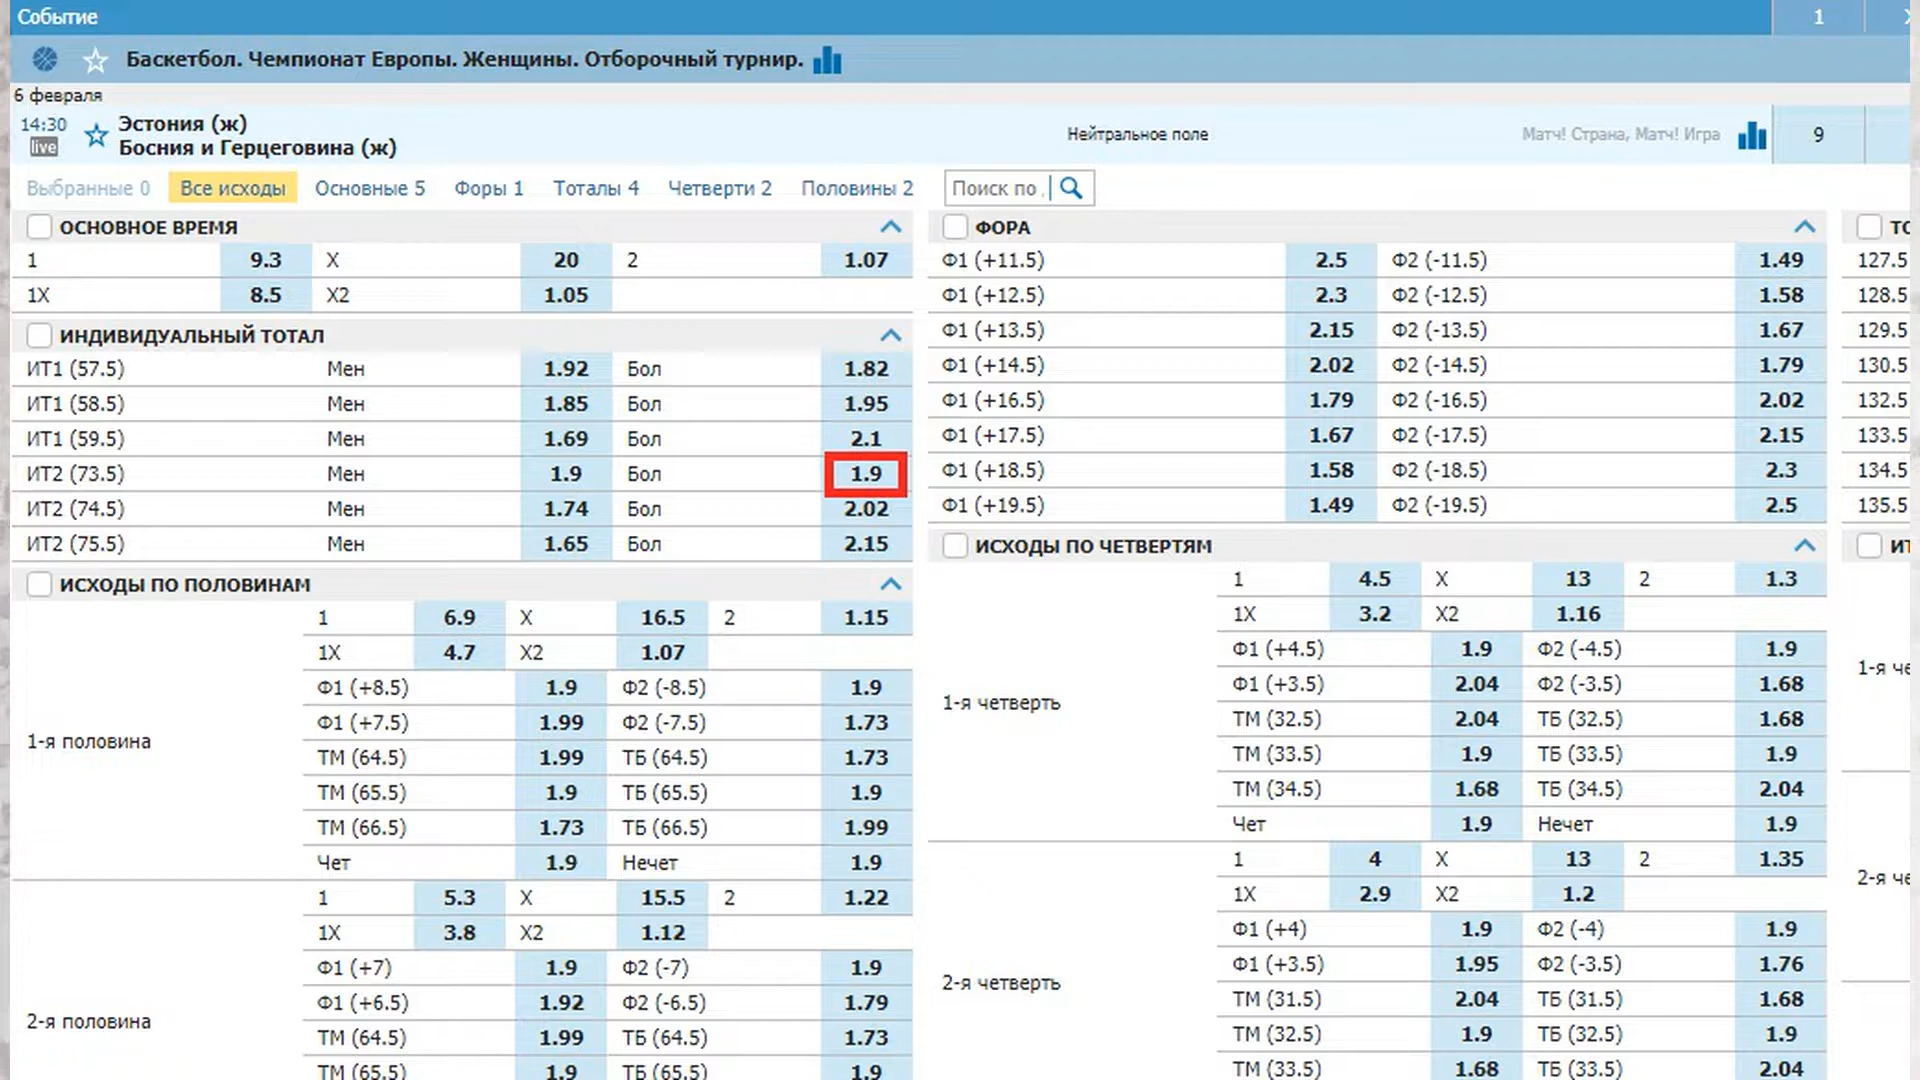 Событие 1
Баскетбол. Чемпионат Европы. Женщины. Отборочный турнир.
6 февраля
14:30 Эстония (ж)
live Босния и Герцеговина (ж) Нейтральное поле Матч! Страна, Матч! Игра 9
Выбранные 0 Все исходы Основные 5 Форы 1 Тоталы 4 Четверти 2 Половины 2 Поиск по
ОСНОВНОЕ ВРЕМЯ
1 9.3 X 20 2 1.07
1X 8.5 X2 1.05
ИНДИВИДУАЛЬНЫЙ ТОТАЛ
ИТ1 (57.5) Мен 1.92 Бол 1.82
ИТ1 (58.5) Мен 1.85 Бол 1.95
ИТ1 (59.5) Мен 1.69 Бол 2.1
ИТ2 (73.5) Мен 1.9 Бол 1.9
ИТ2 (74.5) Мен 1.74 Бол 2.02
ИТ2 (75.5) Мен 1.65 Бол 2.15
ИСХОДЫ ПО ПОЛОВИНАМ
1-я половина
1 6.9 X 16.5 2 1.15
1X 4.7 X2 1.07
Ф1 (+8.5) 1.9 Ф2 (-8.5) 1.9
Ф1 (+7.5) 1.99 Ф2 (-7.5) 1.73
ТМ (64.5) 1.99 ТБ (64.5) 1.73
ТМ (65.5) 1.9 ТБ (65.5) 1.9
ТМ (66.5) 1.73 ТБ (66.5) 1.99
Чет 1.9 Нечет 1.9
2-я половина
1 5.3 X 15.5 2 1.22
1X 3.8 X2 1.12
Ф1 (+7) 1.9 Ф2 (-7) 1.9
Ф1 (+6.5) 1.92 Ф2 (-6.5) 1.79
ТМ (64.5) 1.99 ТБ (64.5) 1.73
ТМ (65.5) 1.9 ТБ (65.5) 1.9
ФОРА
Ф1 (+11.5) 2.5 Ф2 (-11.5) 1.49
Ф1 (+12.5) 2.3 Ф2 (-12.5) 1.58
Ф1 (+13.5) 2.15 Ф2 (-13.5) 1.67
Ф1 (+14.5) 2.02 Ф2 (-14.5) 1.79
Ф1 (+16.5) 1.79 Ф2 (-16.5) 2.02
Ф1 (+17.5) 1.67 Ф2 (-17.5) 2.15
Ф1 (+18.5) 1.58 Ф2 (-18.5) 2.3
Ф1 (+19.5) 1.49 Ф2 (-19.5) 2.5
ИСХОДЫ ПО ЧЕТВЕРТЯМ
1-я четверть
1 4.5 X 13 2 1.3
1X 3.2 X2 1.16
Ф1 (+4.5) 1.9 Ф2 (-4.5) 1.9
Ф1 (+3.5) 2.04 Ф2 (-3.5) 1.68
ТМ (32.5) 2.04 ТБ (32.5) 1.68
ТМ (33.5) 1.9 ТБ (33.5) 1.9
ТМ (34.5) 1.68 ТБ (34.5) 2.04
Чет 1.9 Нечет 1.9
2-я четверть
1 4 X 13 2 1.35
1X 2.9 X2 1.2
Ф1 (+4) 1.9 Ф2 (-4) 1.9
Ф1 (+3.5) 1.95 Ф2 (-3.5) 1.76
ТМ (31.5) 2.04 ТБ (31.5) 1.68
ТМ (32.5) 1.9 ТБ (32.5) 1.9
ТМ (33.5) 1.68 ТБ (33.5) 2.04
127.5
128.5
129.5
130.5
132.5
133.5
134.5
135.5
1-я
2-я